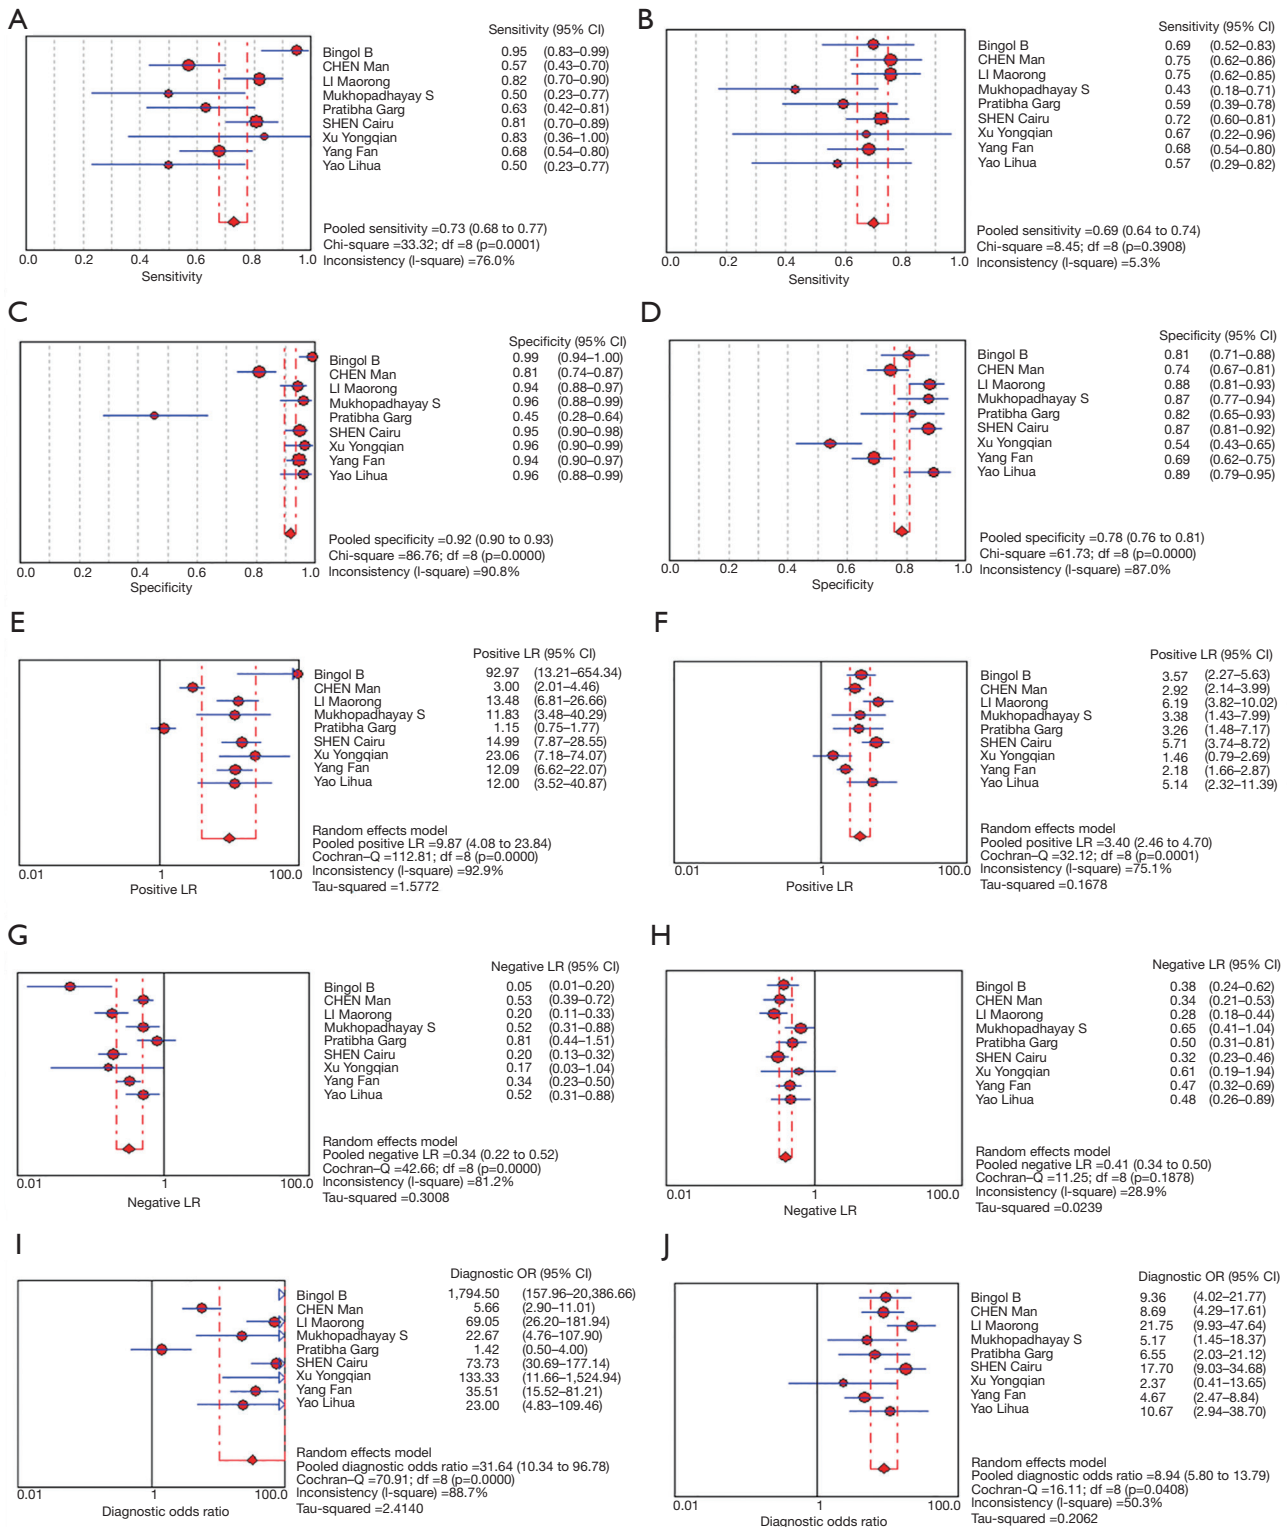 A
Sensitivity (95% CI)
Bingol B 0.95 (0.83–0.99)
CHEN Man 0.57 (0.43–0.70)
LI Maorong 0.82 (0.70–0.90)
Mukhopadhayay S 0.50 (0.23–0.77)
Pratibha Garg 0.63 (0.42–0.81)
SHEN Cairu 0.81 (0.70–0.89)
Xu Yongqian 0.83 (0.36–1.00)
Yang Fan 0.68 (0.54–0.80)
Yao Lihua 0.50 (0.23–0.77)
Pooled sensitivity =0.73 (0.68 to 0.77)
Chi-square =33.32; df =8 (p=0.0001)
Inconsistency (I-square) =76.0%
0.0 0.2 0.4 0.6 0.8 1.0
Sensitivity
B
Sensitivity (95% CI)
Bingol B 0.69 (0.52–0.83)
CHEN Man 0.75 (0.62–0.86)
LI Maorong 0.75 (0.62–0.85)
Mukhopadhayay S 0.43 (0.18–0.71)
Pratibha Garg 0.59 (0.39–0.78)
SHEN Cairu 0.72 (0.60–0.81)
Xu Yongqian 0.67 (0.22–0.96)
Yang Fan 0.68 (0.54–0.80)
Yao Lihua 0.57 (0.29–0.82)
Pooled sensitivity =0.69 (0.64 to 0.74)
Chi-square =8.45; df =8 (p=0.3908)
Inconsistency (I-square) =5.3%
0.0 0.2 0.4 0.6 0.8 1.0
Sensitivity
C
Specificity (95% CI)
Bingol B 0.99 (0.94–1.00)
CHEN Man 0.81 (0.74–0.87)
LI Maorong 0.94 (0.88–0.97)
Mukhopadhayay S 0.96 (0.88–0.99)
Pratibha Garg 0.45 (0.28–0.64)
SHEN Cairu 0.95 (0.90–0.98)
Xu Yongqian 0.96 (0.90–0.99)
Yang Fan 0.94 (0.90–0.97)
Yao Lihua 0.96 (0.88–0.99)
Pooled specificity =0.92 (0.90 to 0.93)
Chi-square =86.76; df =8 (p=0.0000)
Inconsistency (I-square) =90.8%
0.0 0.2 0.4 0.6 0.8 1.0
Specificity
D
Specificity (95% CI)
Bingol B 0.81 (0.71–0.88)
CHEN Man 0.74 (0.67–0.81)
LI Maorong 0.88 (0.81–0.93)
Mukhopadhayay S 0.87 (0.77–0.94)
Pratibha Garg 0.82 (0.65–0.93)
SHEN Cairu 0.87 (0.81–0.92)
Xu Yongqian 0.54 (0.43–0.65)
Yang Fan 0.69 (0.62–0.75)
Yao Lihua 0.89 (0.79–0.95)
Pooled specificity =0.78 (0.76 to 0.81)
Chi-square =61.73; df =8 (p=0.0000)
Inconsistency (I-square) =87.0%
0.0 0.2 0.4 0.6 0.8 1.0
Specificity
E
Positive LR (95% CI)
Bingol B 92.97 (13.21–654.34)
CHEN Man 3.00 (2.01–4.46)
LI Maorong 13.48 (6.81–26.66)
Mukhopadhayay S 11.83 (3.48–40.29)
Pratibha Garg 1.15 (0.75–1.77)
SHEN Cairu 14.99 (7.87–28.55)
Xu Yongqian 23.06 (7.18–74.07)
Yang Fan 12.09 (6.62–22.07)
Yao Lihua 12.00 (3.52–40.87)
Random effects model
Pooled positive LR =9.87 (4.08 to 23.84)
Cochran–Q =112.81; df =8 (p=0.0000)
Inconsistency (I-square) =92.9%
Tau-squared =1.5772
0.01 1 100.0
Positive LR
F
Positive LR (95% CI)
Bingol B 3.57 (2.27–5.63)
CHEN Man 2.92 (2.14–3.99)
LI Maorong 6.19 (3.82–10.02)
Mukhopadhayay S 3.38 (1.43–7.99)
Pratibha Garg 3.26 (1.48–7.17)
SHEN Cairu 5.71 (3.74–8.72)
Xu Yongqian 1.46 (0.79–2.69)
Yang Fan 2.18 (1.66–2.87)
Yao Lihua 5.14 (2.32–11.39)
Random effects model
Pooled positive LR =3.40 (2.46 to 4.70)
Cochran–Q =32.12; df =8 (p=0.0001)
Inconsistency (I-square) =75.1%
Tau-squared =0.1678
0.01 1 100.0
Positive LR
G
Negative LR (95% CI)
Bingol B 0.05 (0.01–0.20)
CHEN Man 0.53 (0.39–0.72)
LI Maorong 0.20 (0.11–0.33)
Mukhopadhayay S 0.52 (0.31–0.88)
Pratibha Garg 0.81 (0.44–1.51)
SHEN Cairu 0.20 (0.13–0.32)
Xu Yongqian 0.17 (0.03–1.04)
Yang Fan 0.34 (0.23–0.50)
Yao Lihua 0.52 (0.31–0.88)
Random effects model
Pooled negative LR =0.34 (0.22 to 0.52)
Cochran–Q =42.66; df =8 (p=0.0000)
Inconsistency (I-square) =81.2%
Tau-squared =0.3008
0.01 1 100.0
Negative LR
H
Negative LR (95% CI)
Bingol B 0.38 (0.24–0.62)
CHEN Man 0.34 (0.21–0.53)
LI Maorong 0.28 (0.18–0.44)
Mukhopadhayay S 0.65 (0.41–1.04)
Pratibha Garg 0.50 (0.31–0.81)
SHEN Cairu 0.32 (0.23–0.46)
Xu Yongqian 0.61 (0.19–1.94)
Yang Fan 0.47 (0.32–0.69)
Yao Lihua 0.48 (0.26–0.89)
Random effects model
Pooled negative LR =0.41 (0.34 to 0.50)
Cochran–Q =11.25; df =8 (p=0.1878)
Inconsistency (I-square) =28.9%
Tau-squared =0.0239
0.01 1 100.0
Negative LR
I
Diagnostic OR (95% CI)
Bingol B 1,794.50 (157.96–20,386.66)
CHEN Man 5.66 (2.90–11.01)
LI Maorong 69.05 (26.20–181.94)
Mukhopadhayay S 22.67 (4.76–107.90)
Pratibha Garg 1.42 (0.50–4.00)
SHEN Cairu 73.73 (30.69–177.14)
Xu Yongqian 133.33 (11.66–1,524.94)
Yang Fan 35.51 (15.52–81.21)
Yao Lihua 23.00 (4.83–109.46)
Random effects model
Pooled diagnostic odds ratio =31.64 (10.34 to 96.78)
Cochran–Q =70.91; df =8 (p=0.0000)
Inconsistency (I-square) =88.7%
Tau-squared =2.4140
0.01 1 100.0
Diagnostic odds ratio
J
Diagnostic OR (95% CI)
Bingol B 9.36 (4.02–21.77)
CHEN Man 8.69 (4.29–17.61)
LI Maorong 21.75 (9.93–47.64)
Mukhopadhayay S 5.17 (1.45–18.37)
Pratibha Garg 6.55 (2.03–21.12)
SHEN Cairu 17.70 (9.03–34.68)
Xu Yongqian 2.37 (0.41–13.65)
Yang Fan 4.67 (2.47–8.84)
Yao Lihua 10.67 (2.94–38.70)
Random effects model
Pooled diagnostic odds ratio =8.94 (5.80 to 13.79)
Cochran-Q =16.11; df =8 (p=0.0408)
Inconsistency (I-square) =50.3%
Tau-squared =0.2062
0.01 1 100.0
Diagnostic odds ratio